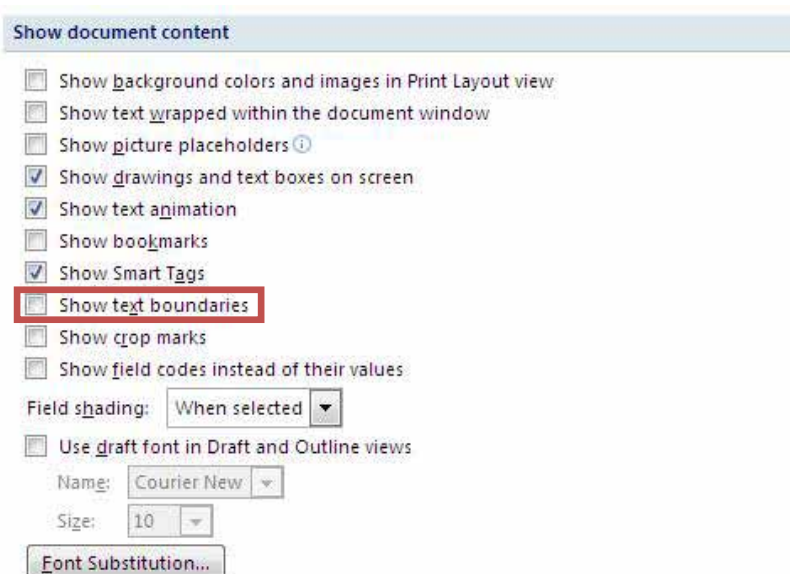 Show document content
Show background colors and images in Print Layout view
Show text wrapped within the document window
Show picture placeholders
Show drawings and text boxes on screen
Show text animation
Show bookmarks
Show Smart Tags
Show text boundaries
Show crop marks
Show field codes instead of their values
Field shading: When selected
Use draft font in Draft and Outline views
Name: Courier New
Size: 10
Font Substitution...